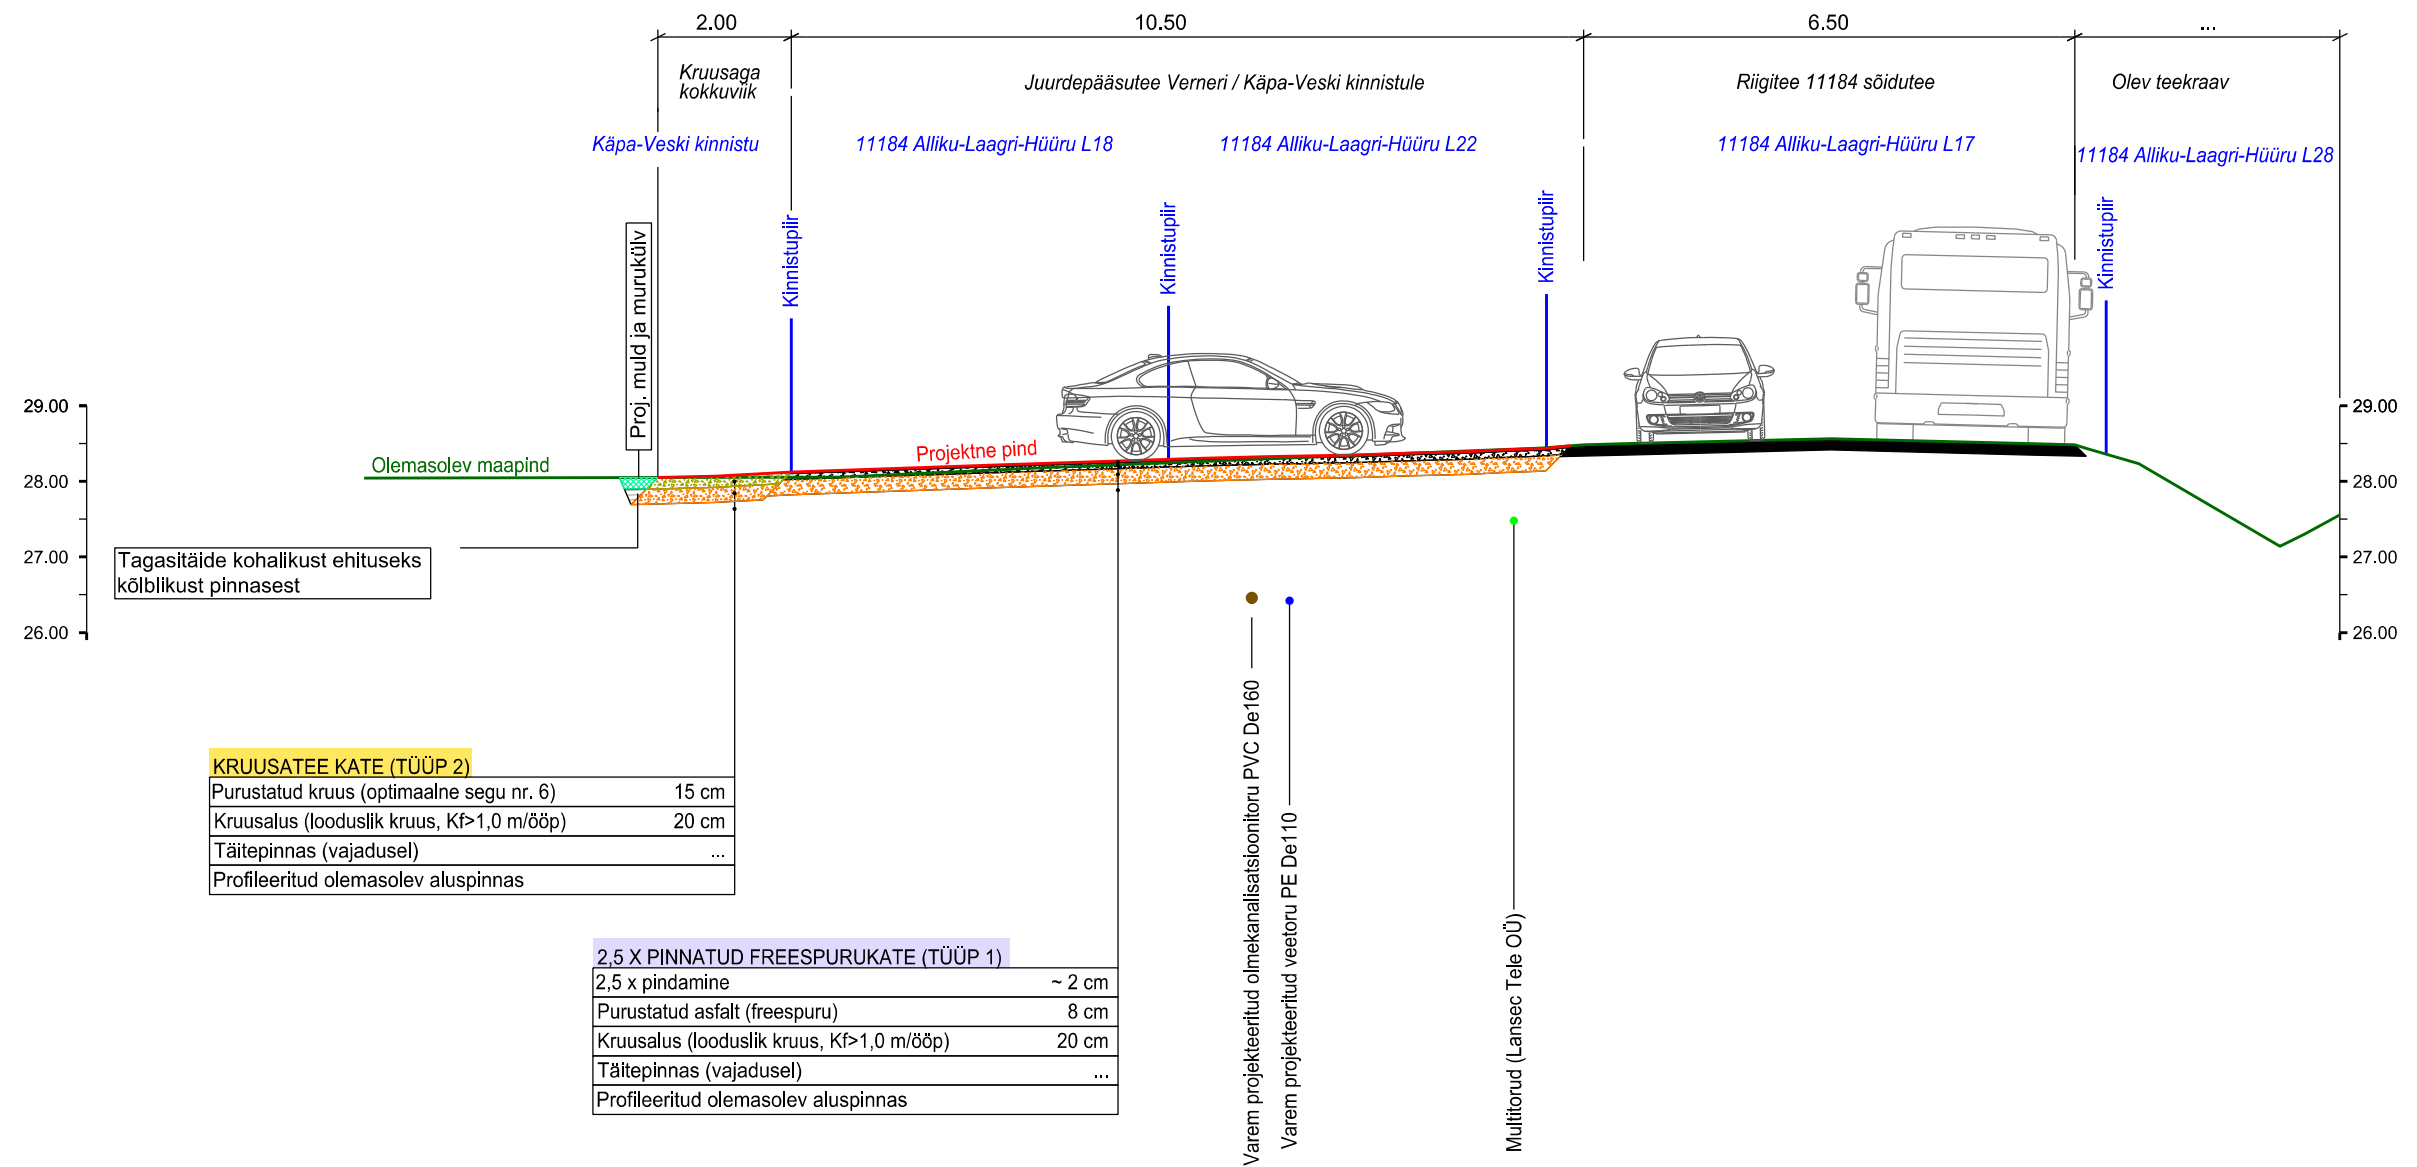 2.00
10.50
6.50
...
Kruusaga
kokkuviik
Juurdepääsutee Verneri / Käpa-Veski kinnistule
Riigitee 11184 sõidutee
Olev teekraav
Käpa-Veski kinnistu
11184 Alliku-Laagri-Hüüru L18
11184 Alliku-Laagri-Hüüru L22
11184 Alliku-Laagri-Hüüru L17
11184 Alliku-Laagri-Hüüru L28
Proj. muld ja murukülv
Kinnistupiir
Kinnistupiir
Kinnistupiir
Kinnistupiir
29.00
28.00
27.00
26.00
29.00
28.00
27.00
26.00
Olemasolev maapind
Projektne pind
Tagasitäide kohalikust ehituseks
kõlblikust pinnasest
KRUUSATEE KATE (TÜÜP 2)
Purustatud kruus (optimaalne segu nr. 6) 15 cm
Kruusalus (looduslik kruus, Kf>1,0 m/ööp) 20 cm
Täitepinnas (vajadusel) ...
Profileeritud olemasolev aluspinnas
2,5 X PINNATUD FREESPURUKATE (TÜÜP 1)
2,5 x pindamine ~ 2 cm
Purustatud asfalt (freespuru) 8 cm
Kruusalus (looduslik kruus, Kf>1,0 m/ööp) 20 cm
Täitepinnas (vajadusel) ...
Profileeritud olemasolev aluspinnas
Varem projekteeritud olmekanalisatsioonitoru PVC De160
Varem projekteeritud veetoru PE De110
Multitorud (Lansec Tele OÜ)